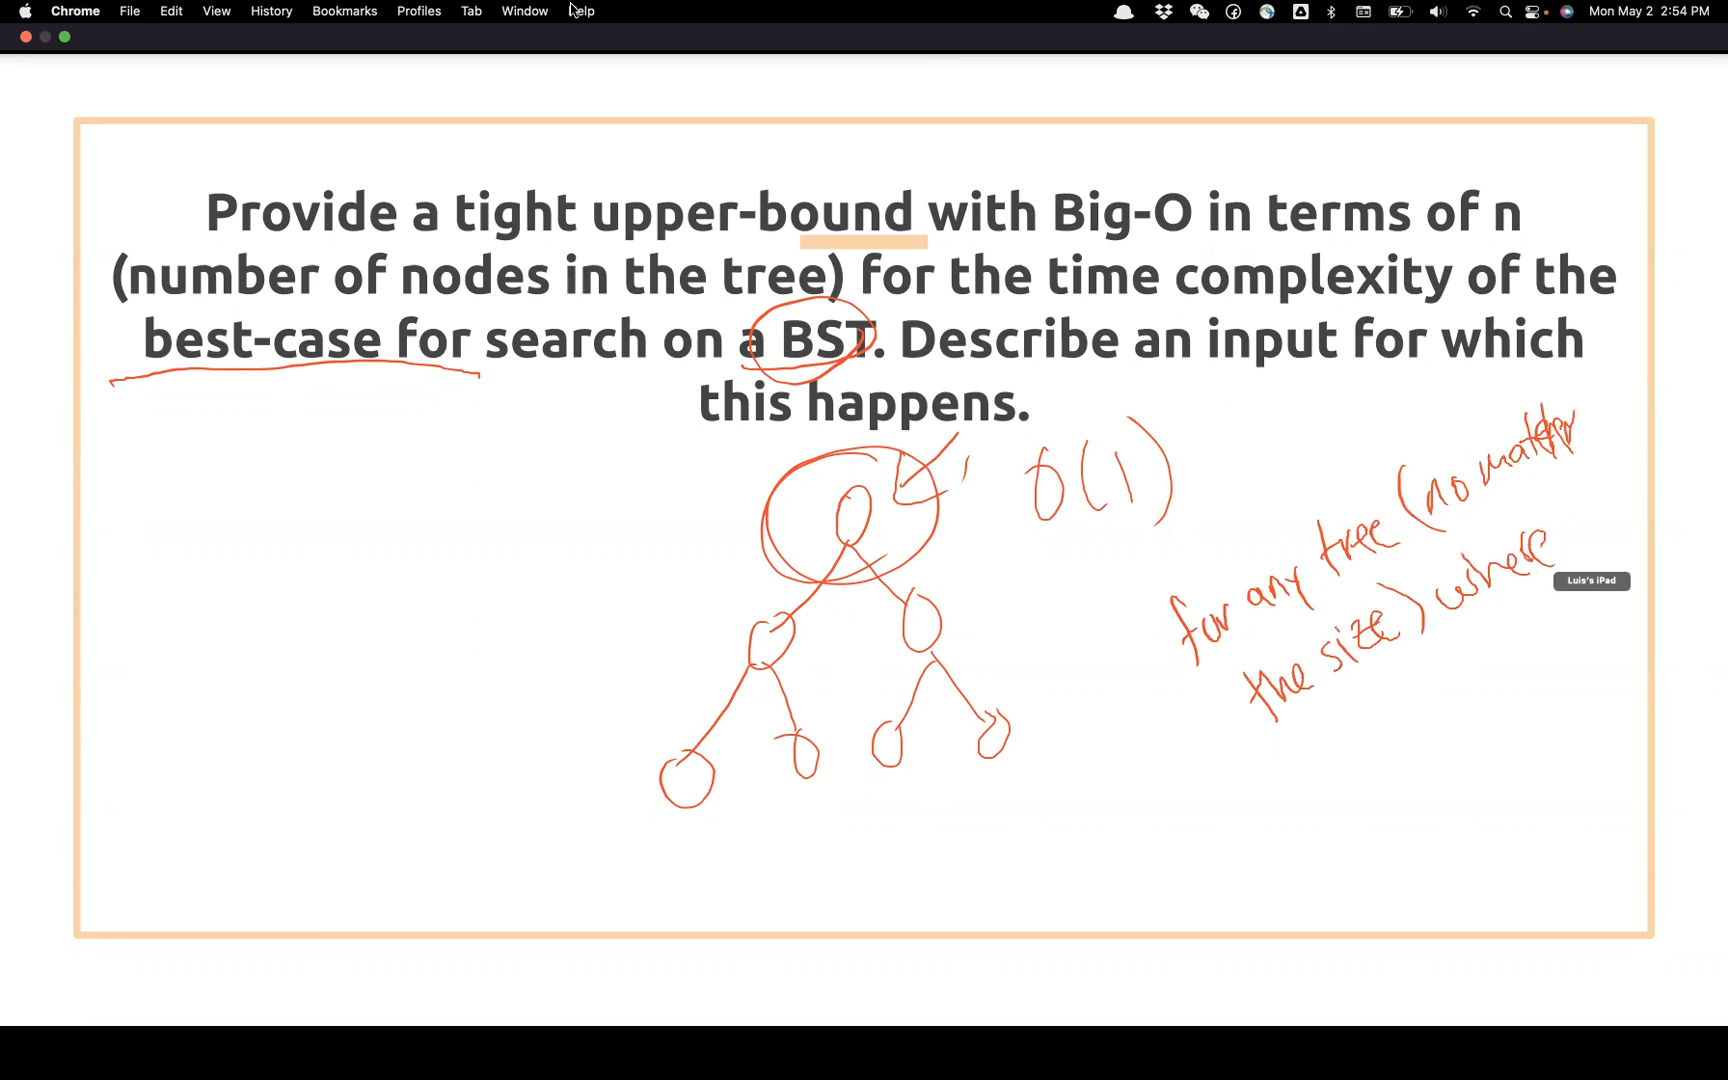 Chrome File Edit View History Bookmarks Profiles Tab Window Help
Mon May 2 2:54 PM
Provide a tight upper-bound with Big-O in terms of n
(number of nodes in the tree) for the time complexity of the
best-case for search on a BST. Describe an input for which
this happens.
O(1)
for any tree (no matter
the size) where
Luis's iPad